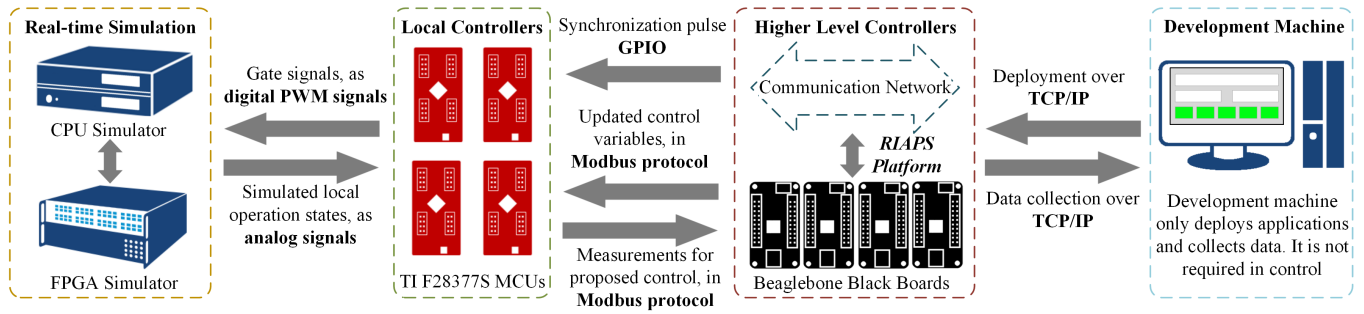 Real-time Simulation
CPU Simulator
FPGA Simulator
Gate signals, as
digital PWM signals
Simulated local
operation states, as
analog signals
Local Controllers
TI F28377S MCUs
Synchronization pulse
GPIO
Updated control
variables, in
Modbus protocol
Measurements for
proposed control, in
Modbus protocol
Higher Level Controllers
Communication Network
RIAPS
Platform
Beaglebone Black Boards
Deployment over
TCP/IP
Data collection over
TCP/IP
Development Machine
Development machine
only deploys applications
and collects data. It is not
required in control